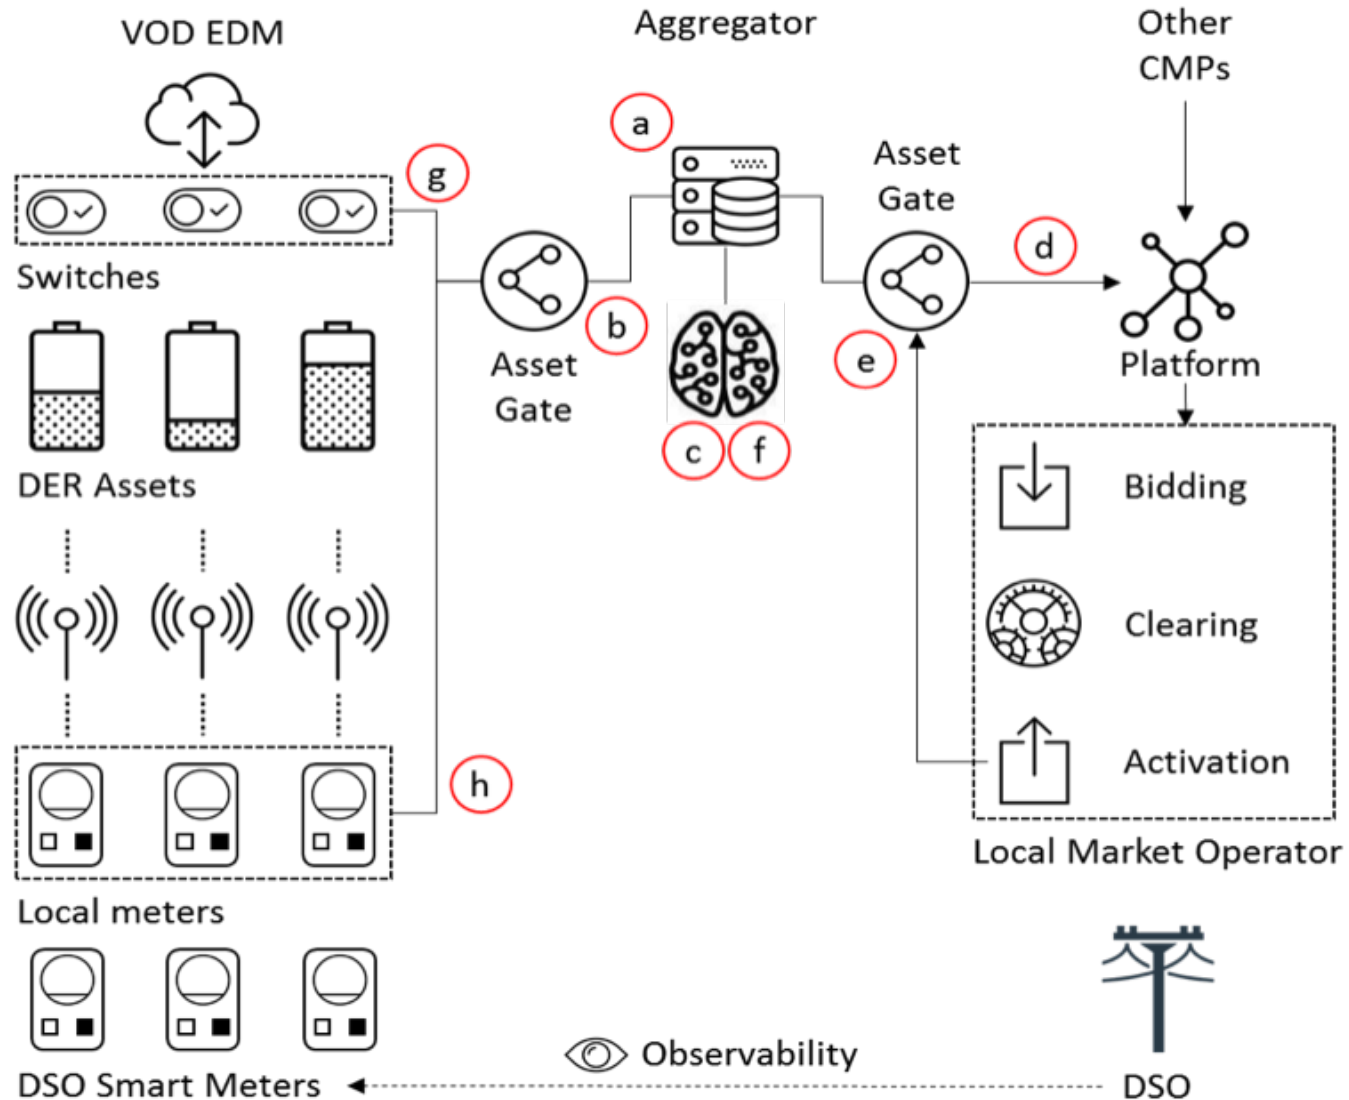 VOD EDM
Aggregator
Other
CMPs
a
g
Asset
Gate
d
Switches
b
Asset
Gate
e
Platform
c
f
DER Assets
Bidding
Clearing
h
Activation
Local Market Operator
Local meters
Observability
DSO Smart Meters
DSO